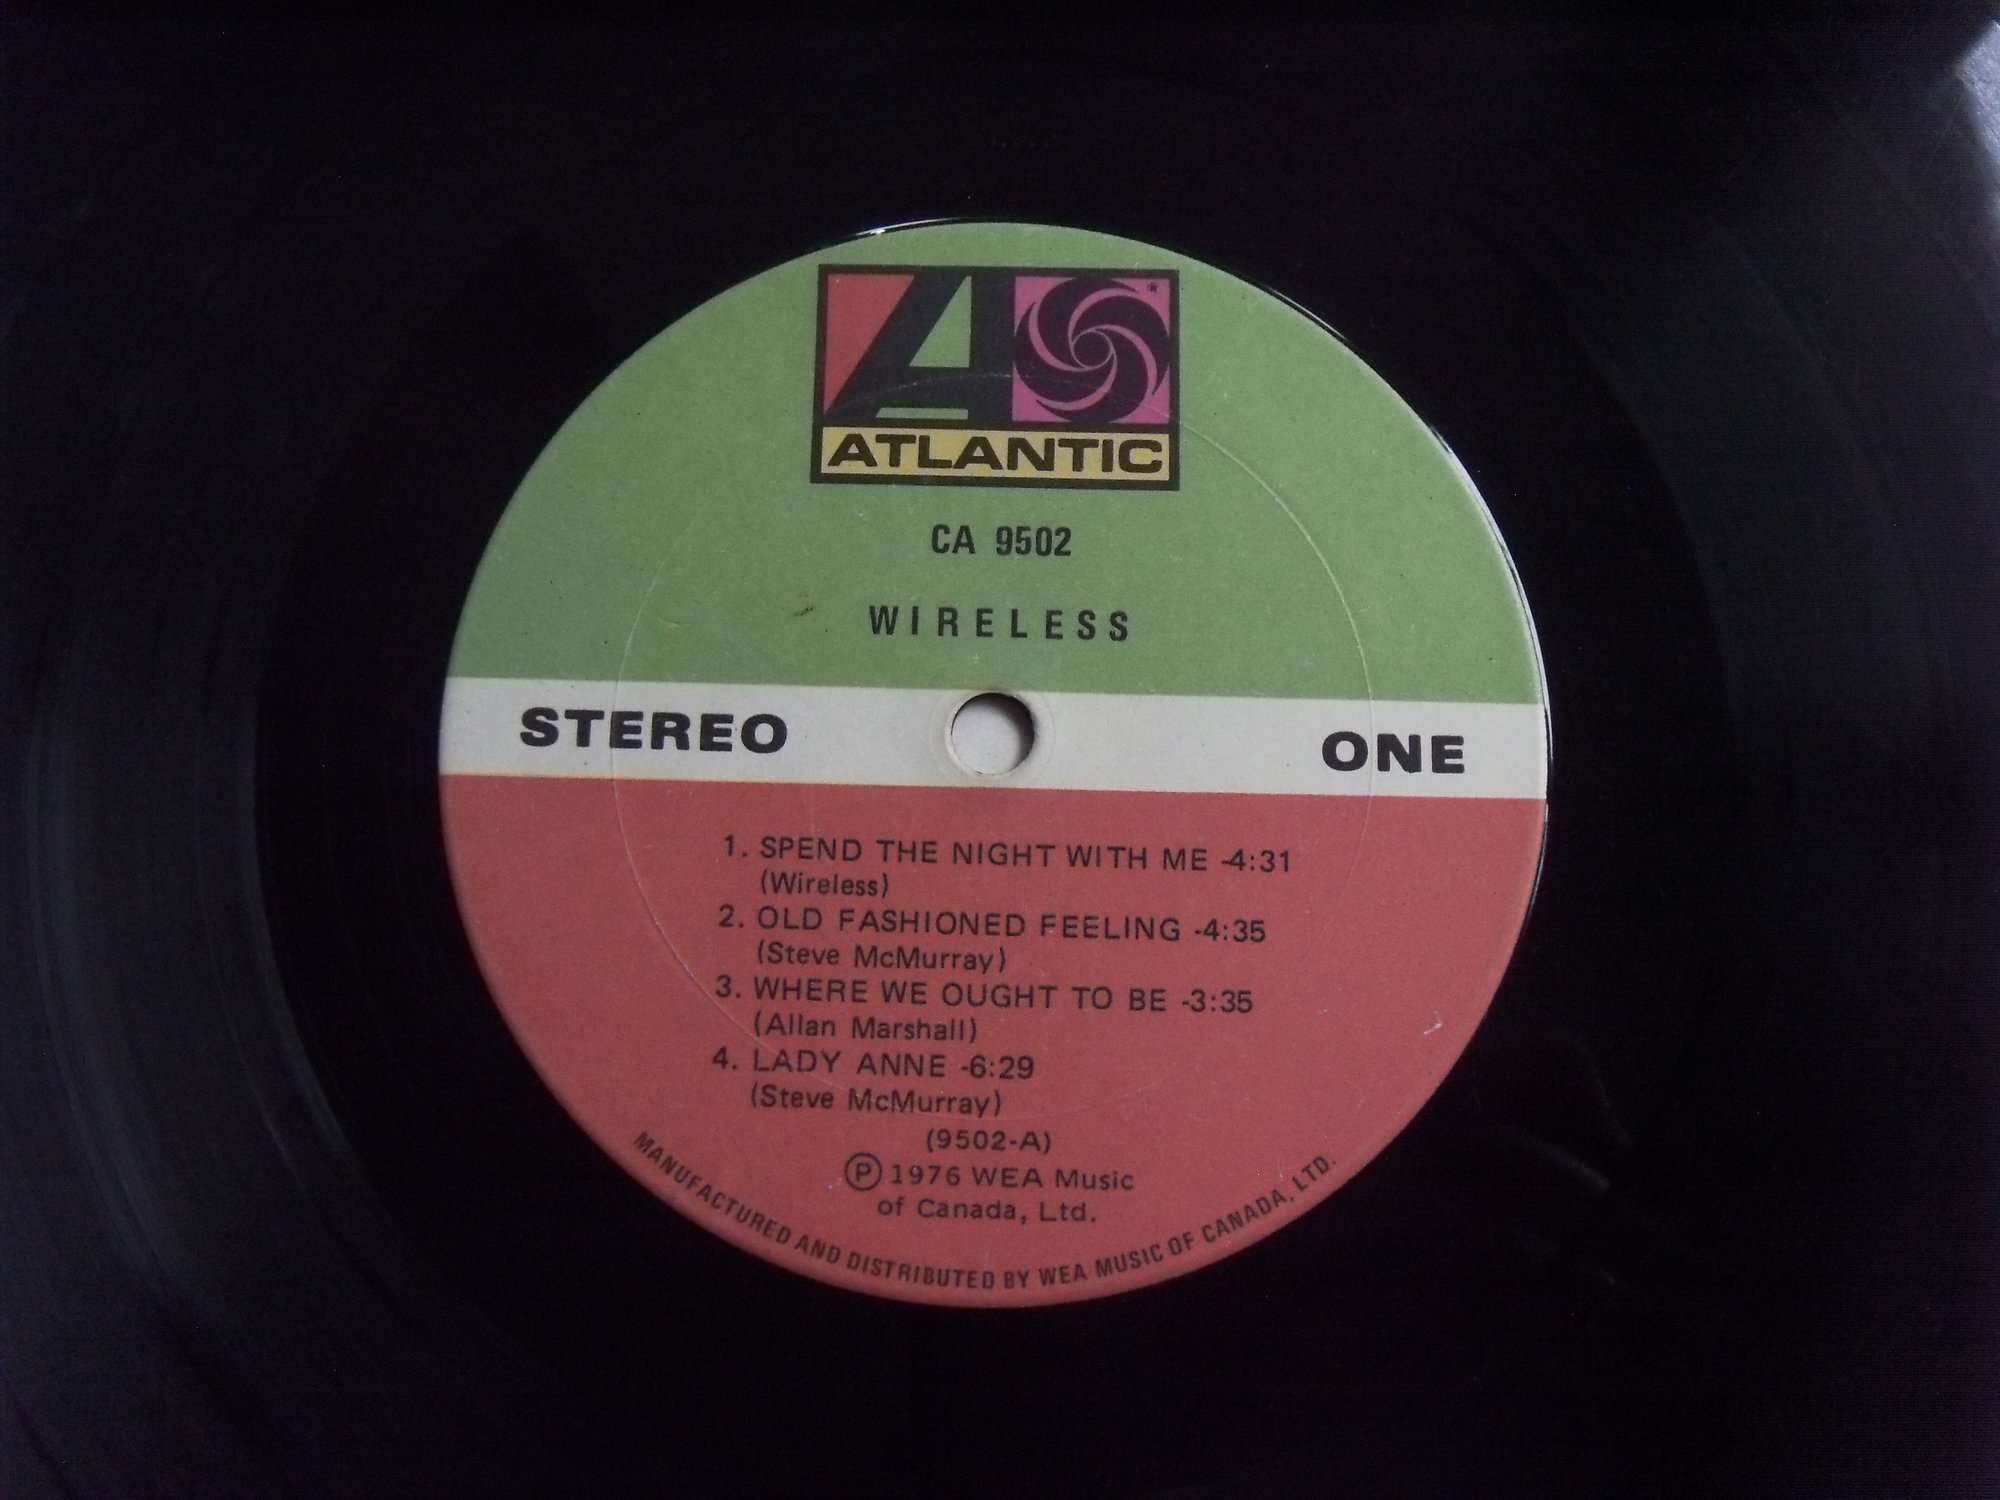 ATLANTIC
CA 9502
WIRELESS
STEREO
ONE
1. SPEND THE NIGHT WITH ME -4:31
(Wireless)
2. OLD FASHIONED FEELING -4:35
(Steve McMurray)
3. WHERE WE OUGHT TO BE -3:35
(Allan Marshall)
4. LADY ANNE -6:29
(Steve McMurray)
(9502-A)
Ⓟ 1976 WEA Music
of Canada, Ltd.
MANUFACTURED AND DISTRIBUTED BY WEA MUSIC OF CANADA, LTD.